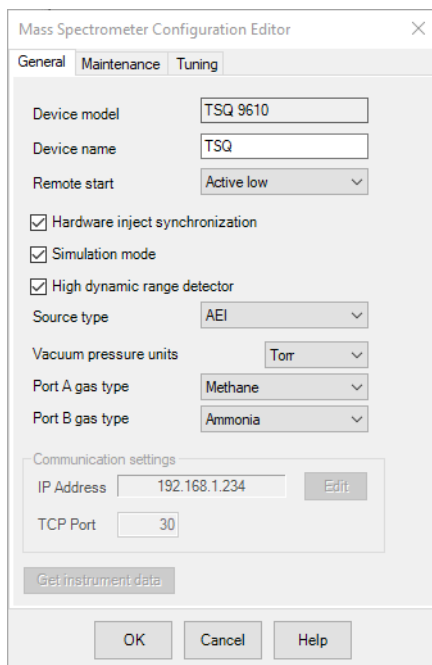 Mass Spectrometer Configuration Editor
General Maintenance Tuning
Device model TSQ 9610
Device name TSQ
Remote start Active low
Hardware inject synchronization
Simulation mode
High dynamic range detector
Source type AEI
Vacuum pressure units Torr
Port A gas type Methane
Port B gas type Ammonia
Communication settings
IP Address 192.168.1.234 Edit
TCP Port 30
Get instrument data
OK Cancel Help